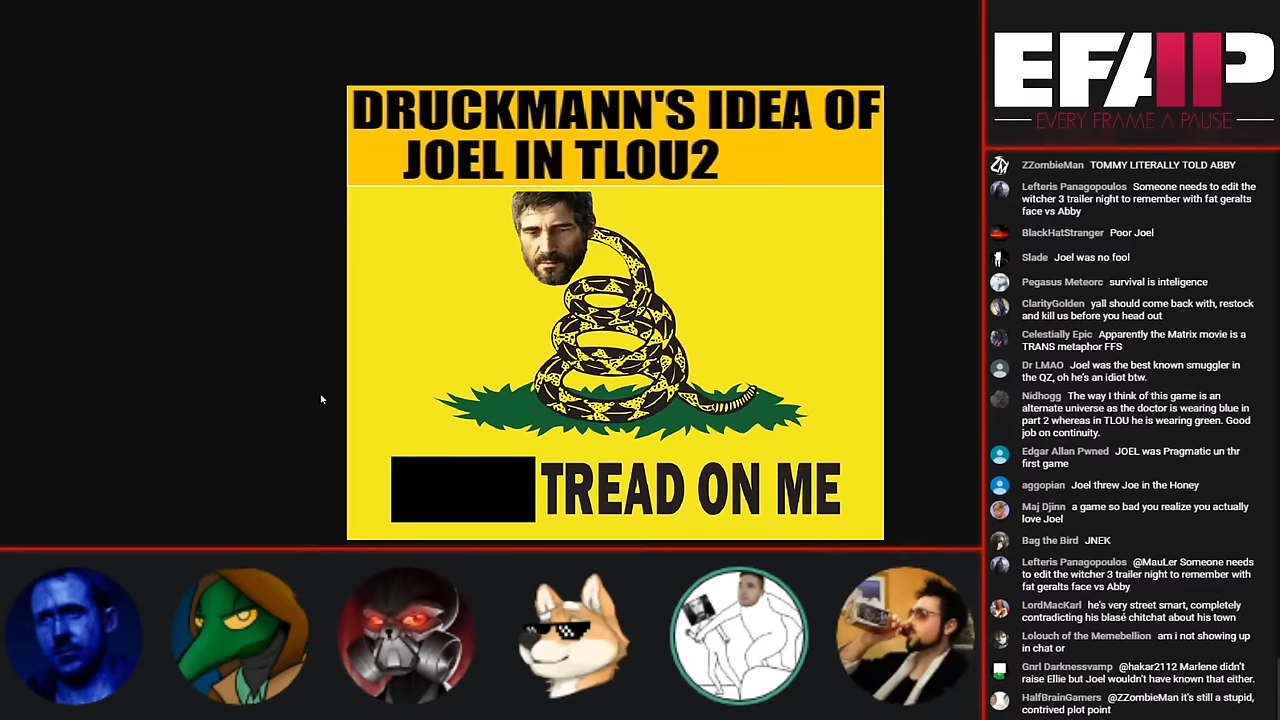 DRUCKMANN'S IDEA OF
JOEL IN TLOU2
TREAD ON ME
EFAP
EVERY FRAME A PAUSE
ZZombieMan TOMMY LITERALLY TOLD ABBY
Lefteris Panagopoulos Someone needs to edit the
witcher 3 trailer night to remember with fat geralts
face vs Abby
BlackHatStranger Poor Joel
Slade Joel was no fool
Pegasus Meteorc survival is inteligence
ClarityGolden yall should come back with, restock
and kill us before you head out
Celestially Epic Apparently the Matrix movie is a
TRANS metaphor FFS
Dr LMAO Joel was the best known smuggler in
the QZ, oh he's an idiot btw.
Nidhogg The way I think of this game is an
alternate universe as the doctor is wearing blue in
part 2 whereas in TLOU he is wearing green. Good
job on continuity.
Edgar Allan Pwned JOEL was Pragmatic un thr
first game
aggopian Joel threw Joe in the Honey
Maj Djinn a game so bad you realize you actually
love Joel
Bag the Bird JNEK
Lefteris Panagopoulos @MauLer Someone needs
to edit the witcher 3 trailer night to remember with
fat geralts face vs Abby
LordMacKarl he's very street smart, completely
contradicting his blasé chitchat about his town
Lolouch of the Memebellion am i not showing up
in chat or
Gnrl Darknessvamp @hakar2112 Marlene didn't
raise Ellie but Joel wouldn't have known that either.
HalfBrainGamers @ZZombieMan it's still a stupid,
contrived plot point